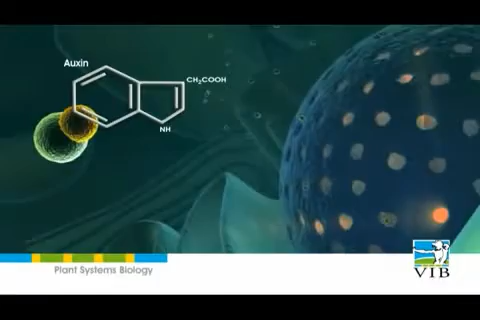 Auxin
CH2COOH
NH
Plant Systems Biology
VIB